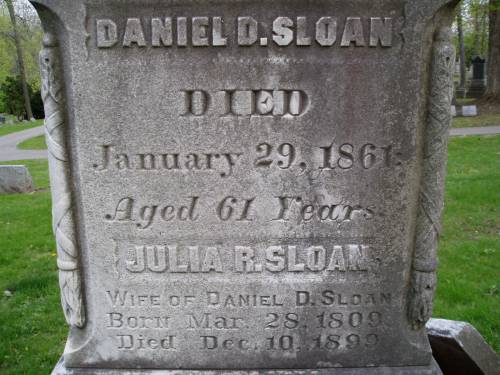 DANIEL D. SLOAN
DIED
January 29, 1861.
Aged 61 Years.
JULIA R. SLOAN
WIFE OF DANIEL D. SLOAN
Born Mar. 28, 1809
Died Dec. 10, 1899